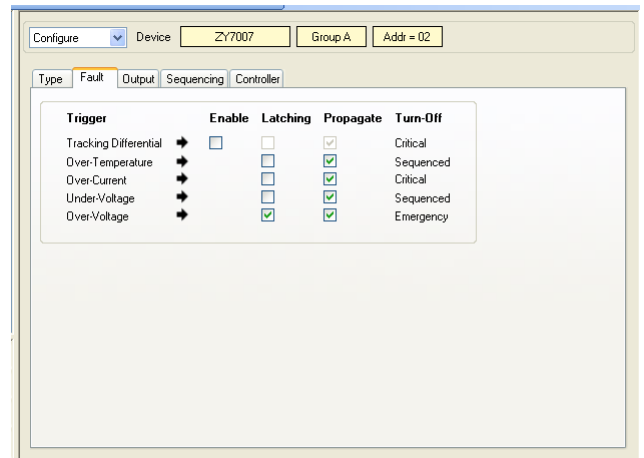 Configure Device ZY7007 Group A Addr = 02
Type Fault Output Sequencing Controller
Trigger Enable Latching Propagate Turn-Off
Tracking Differential Critical
Over-Temperature Sequenced
Over-Current Critical
Under-Voltage Sequenced
Over-Voltage Emergency